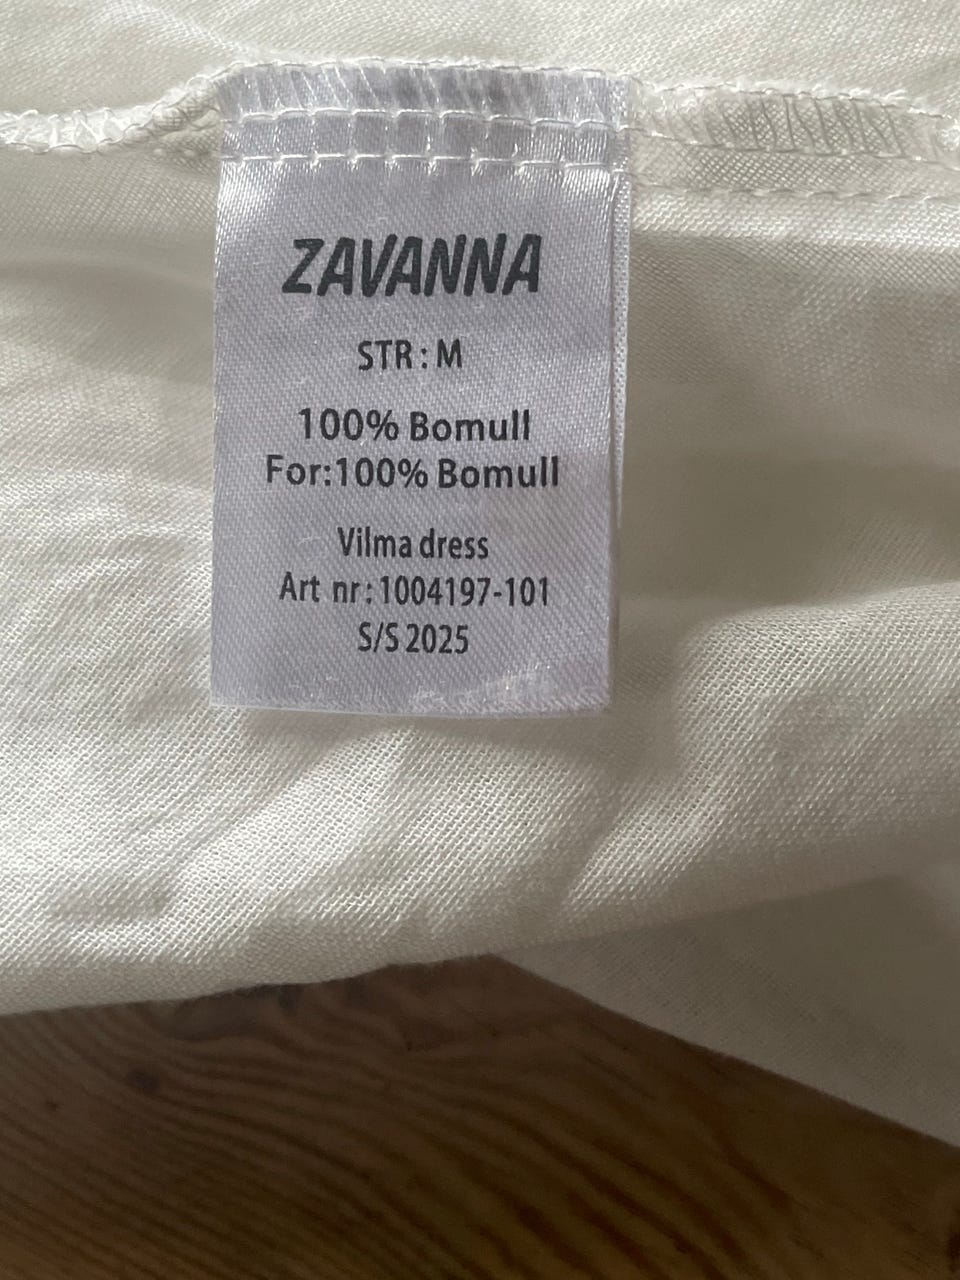 ZAVANNA
STR : M
100% Bomull
For:100% Bomull
Vilma dress
Art nr: 1004197-101
S/S 2025